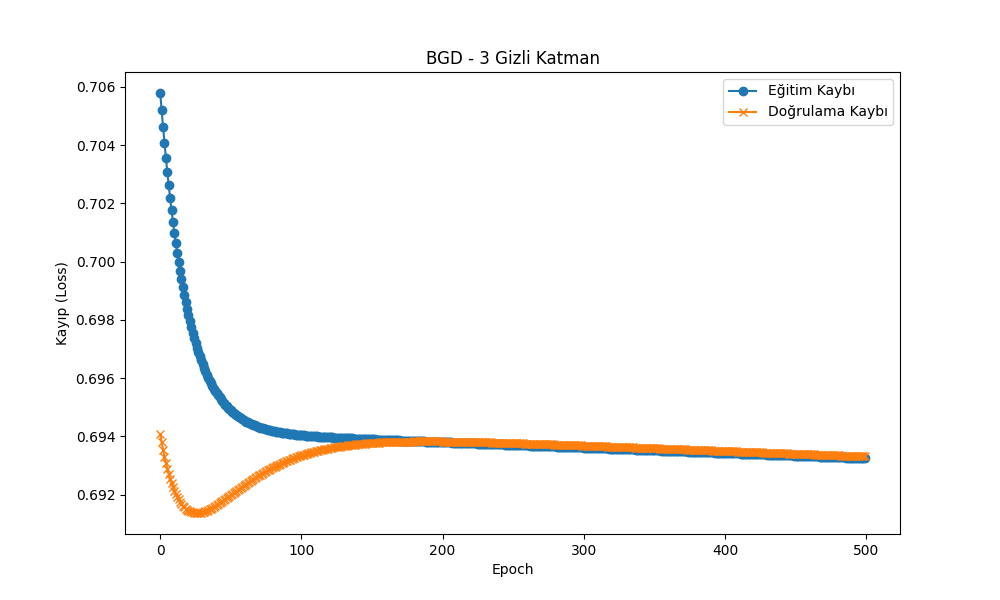 BGD - 3 Gizli Katman
Eğitim Kaybı
Doğrulama Kaybı
Kayıp (Loss)
0.706
0.704
0.702
0.700
0.698
0.696
0.694
0.692
0
100
200
300
400
500
Epoch